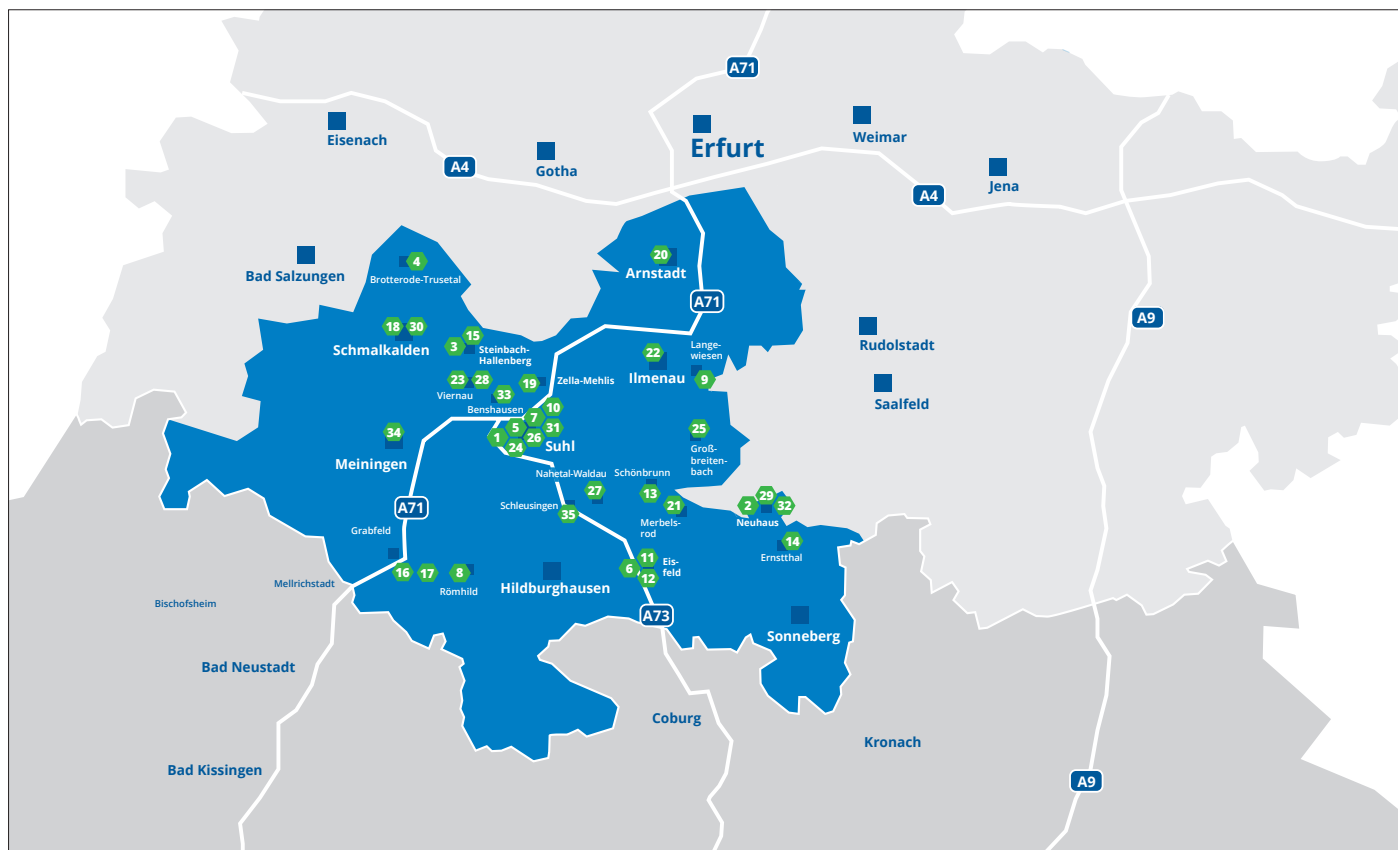 A71
Eisenach
Gotha
Erfurt
Weimar
A4
Jena
A4
20
Arnstadt
Bad Salzungen
4
Brotterode-Trusetal
A71
A9
18
30
Schmalkalden
15
3
Steinbach-
Hallenberg
22
Ilmenau
Lange-
wiesen
9
Rudolstadt
Saalfeld
23
28
Viernau
33
Benshausen
19
Zella-Mehlis
10
7
5
31
1
26
24
Suhl
25
Groß-
breiten-
bach
34
Meiningen
Nahetal-Waldau
27
Schönbrunn
13
21
Merbels-
rod
29
2
32
Neuhaus
A71
Schleusingen
35
14
Ernstthal
Grabfeld
16
17
8
Römhild
Hildburghausen
11
6
12
Eis-
feld
Mellrichstadt
Bischofsheim
A73
Sonneberg
Bad Neustadt
Coburg
Kronach
Bad Kissingen
A9